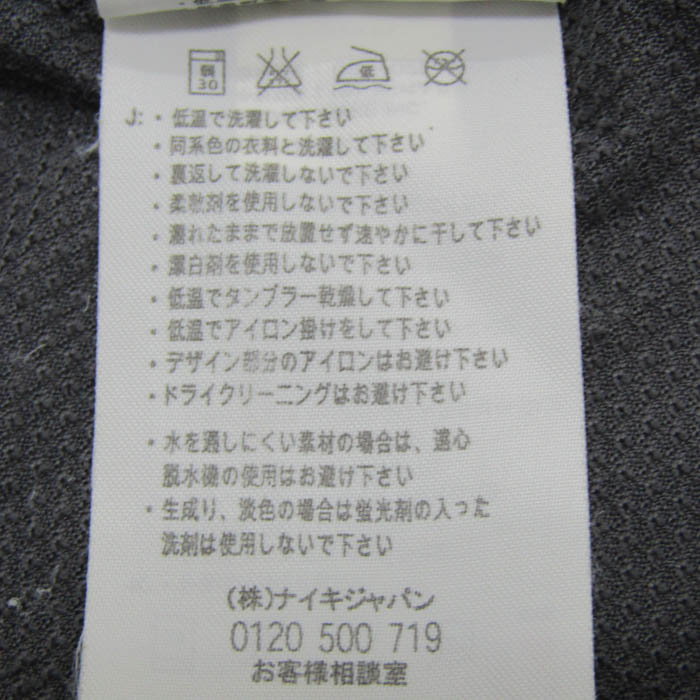 弱
30
低
J: ・低温で洗濯して下さい
・同系色の衣料と洗濯して下さい
・裏返して洗濯しないで下さい
・柔軟剤を使用しないで下さい
・濡れたままで放置せず速やかに干して下さい
・漂白剤を使用しないで下さい
・低温でタンブラー乾燥して下さい
・低温でアイロン掛けをして下さい
・デザイン部分のアイロンはお避け下さい
・ドライクリーニングはお避け下さい
・水を通しにくい素材の場合は、遠心
脱水機の使用はお避け下さい
・生成り、淡色の場合は蛍光剤の入った
洗剤は使用しないで下さい
(株)ナイキジャパン
0120 500 719
お客様相談室